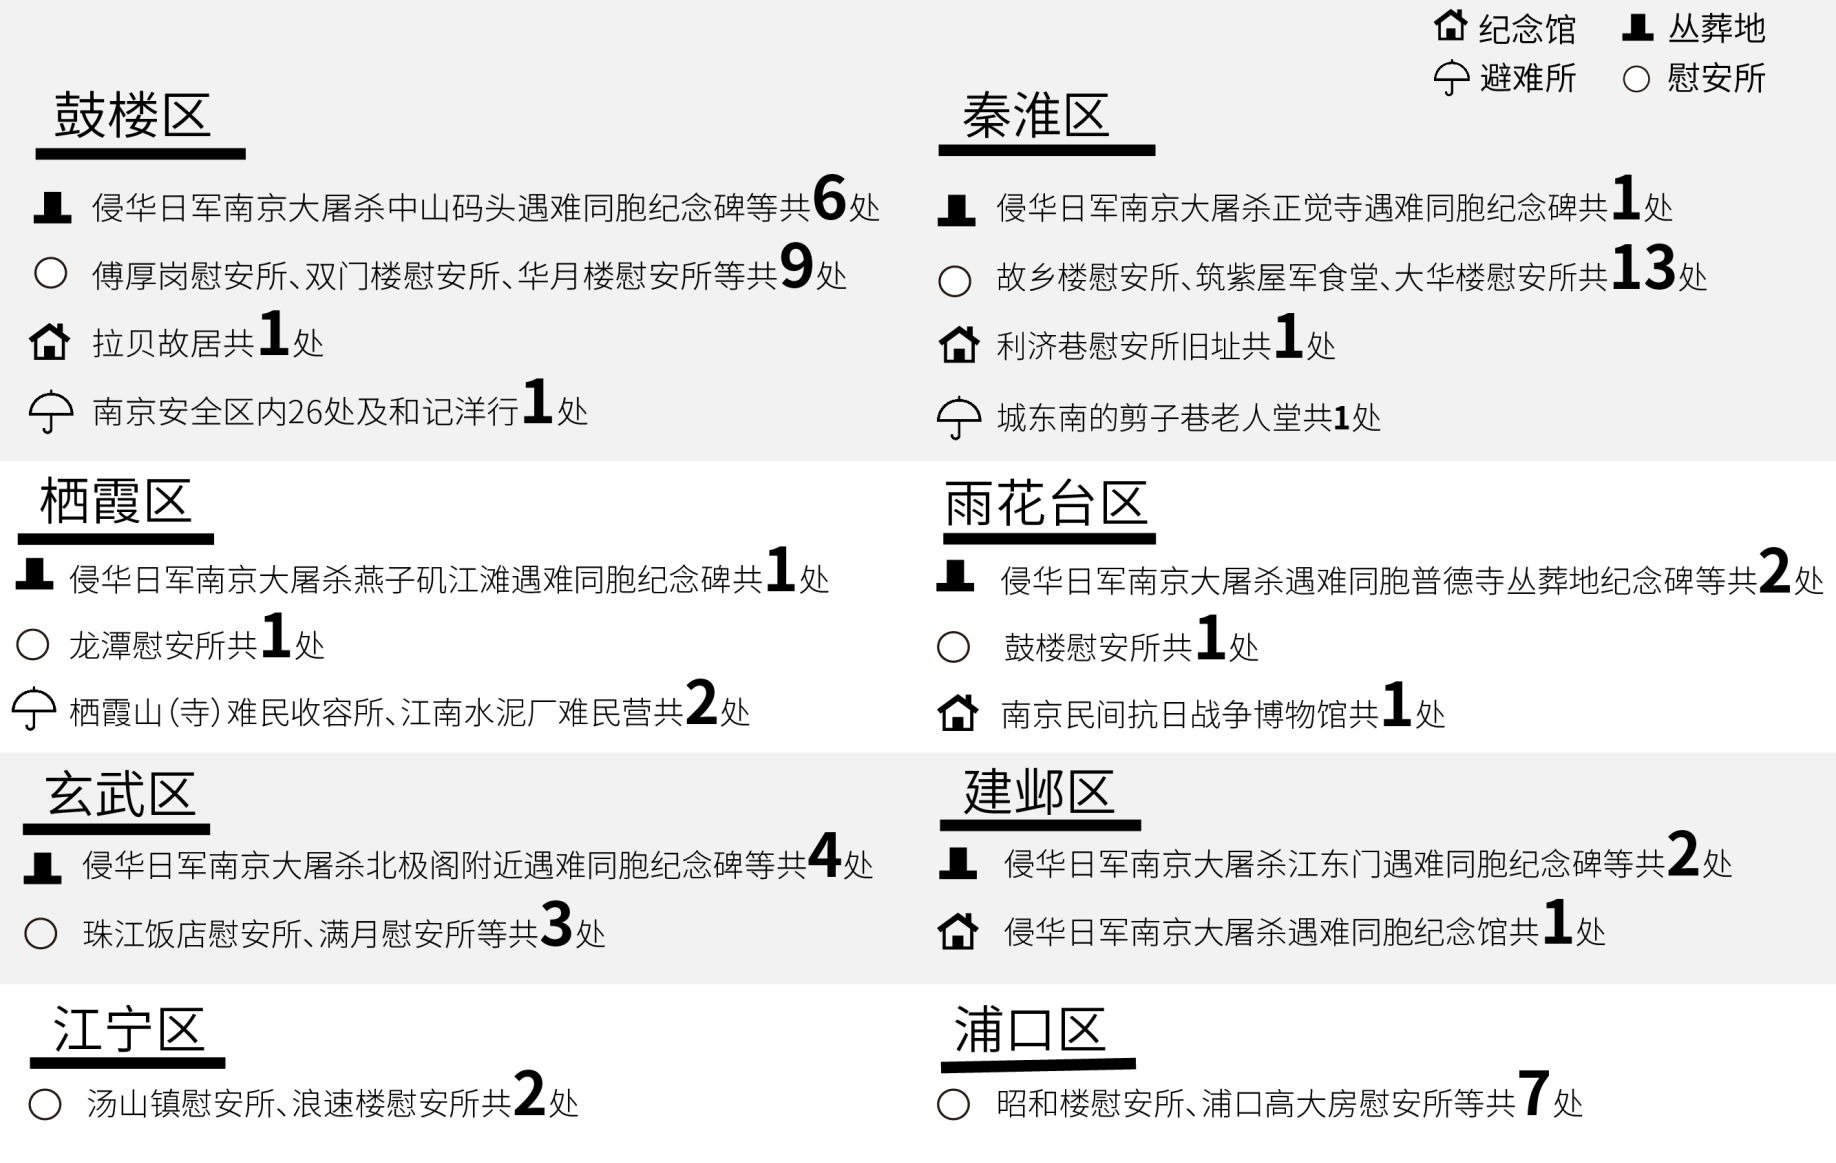 纪念馆 丛葬地
避难所 慰安所
鼓楼区
侵华日军南京大屠杀中山码头遇难同胞纪念碑等共6处
傅厚岗慰安所、双门楼慰安所、华月楼慰安所等共9处
拉贝故居共1处
南京安全区内26处及和记洋行1处
秦淮区
侵华日军南京大屠杀正觉寺遇难同胞纪念碑共1处
故乡楼慰安所、筑紫屋军食堂、大华楼慰安所共13处
利济巷慰安所旧址共1处
城东南的剪子巷老人堂共1处
栖霞区
侵华日军南京大屠杀燕子矶江滩遇难同胞纪念碑共1处
龙潭慰安所共1处
栖霞山（寺）难民收容所、江南水泥厂难民营共2处
雨花台区
侵华日军南京大屠杀遇难同胞普德寺丛葬地纪念碑等共2处
鼓楼慰安所共1处
南京民间抗日战争博物馆共1处
玄武区
侵华日军南京大屠杀北极阁附近遇难同胞纪念碑等共4处
珠江饭店慰安所、满月慰安所等共3处
建邺区
侵华日军南京大屠杀江东门遇难同胞纪念碑等共2处
侵华日军南京大屠杀遇难同胞纪念馆共1处
江宁区
汤山镇慰安所、浪速楼慰安所共2处
浦口区
昭和楼慰安所、浦口高大房慰安所等共7处